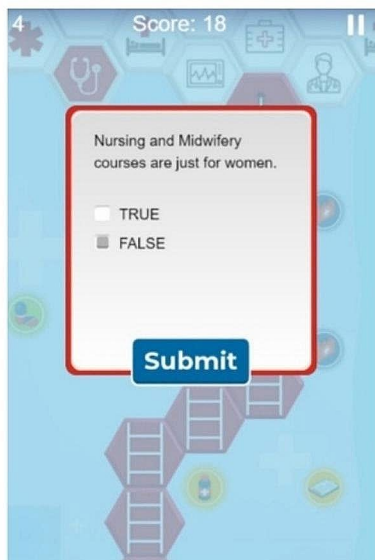 4
Score: 18
Nursing and Midwifery
courses are just for women.
TRUE
FALSE
Submit